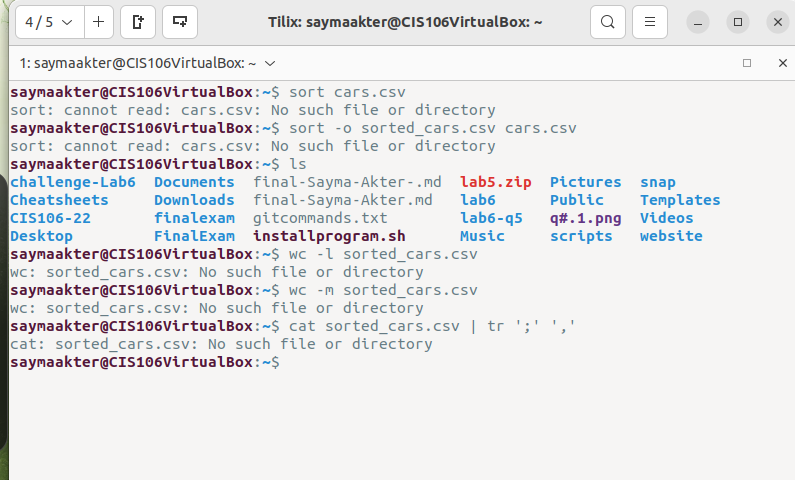 4 / 5
Tilix: saymaakter@CIS106VirtualBox: ~
1: saymaakter@CIS106VirtualBox: ~
saymaakter@CIS106VirtualBox:~$ sort cars.csv
sort: cannot read: cars.csv: No such file or directory
saymaakter@CIS106VirtualBox:~$ sort -o sorted_cars.csv cars.csv
sort: cannot read: cars.csv: No such file or directory
saymaakter@CIS106VirtualBox:~$ ls
challenge-Lab6  Documents  final-Sayma-Akter-.md  lab5.zip  Pictures  snap
Cheatsheets     Downloads  final-Sayma-Akter.md   lab6      Public    Templates
CIS106-22       finalexam  gitcommands.txt        lab6-q5   q#.1.png  Videos
Desktop         FinalExam  installprogram.sh      Music     scripts   website
saymaakter@CIS106VirtualBox:~$ wc -l sorted_cars.csv
wc: sorted_cars.csv: No such file or directory
saymaakter@CIS106VirtualBox:~$ wc -m sorted_cars.csv
wc: sorted_cars.csv: No such file or directory
saymaakter@CIS106VirtualBox:~$ cat sorted_cars.csv | tr ';' ','
cat: sorted_cars.csv: No such file or directory
saymaakter@CIS106VirtualBox:~$